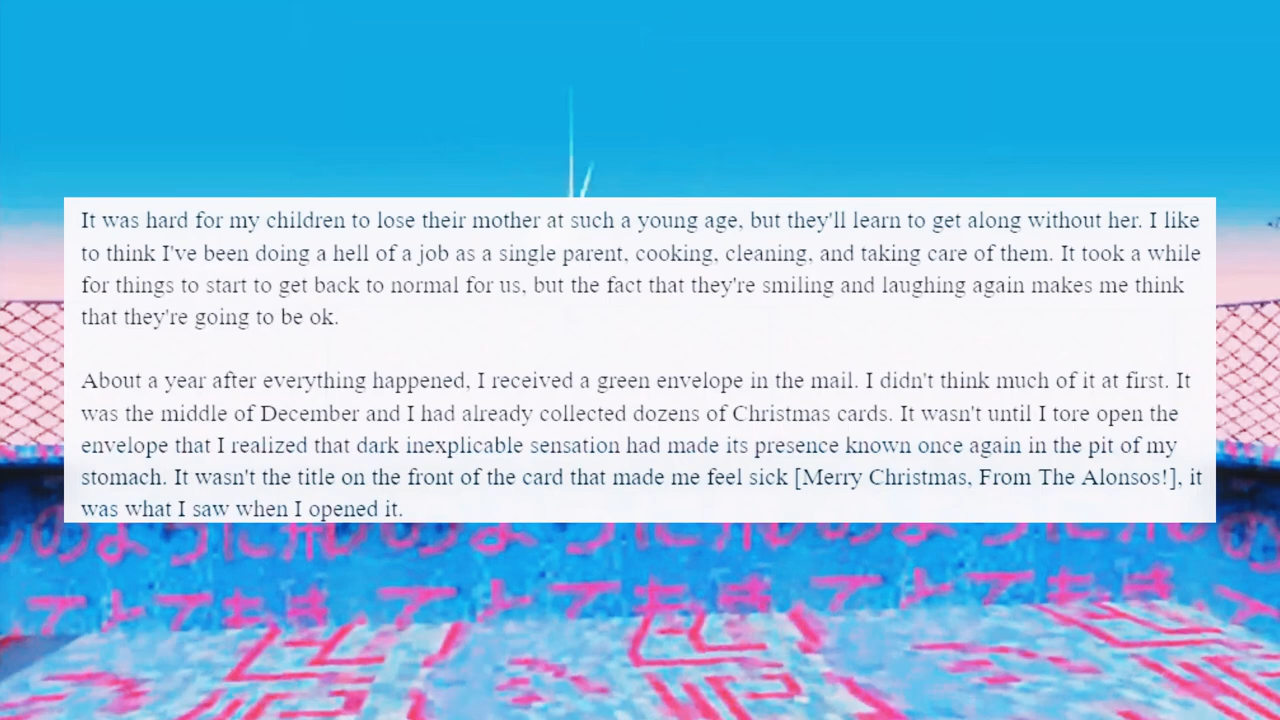 It was hard for my children to lose their mother at such a young age, but they'll learn to get along without her. I like
to think I've been doing a hell of a job as a single parent, cooking, cleaning, and taking care of them. It took a while
for things to start to get back to normal for us, but the fact that they're smiling and laughing again makes me think
that they're going to be ok.
About a year after everything happened, I received a green envelope in the mail. I didn't think much of it at first. It
was the middle of December and I had already collected dozens of Christmas cards. It wasn't until I tore open the
envelope that I realized that dark inexplicable sensation had made its presence known once again in the pit of my
stomach. It wasn't the title on the front of the card that made me feel sick [Merry Christmas, From The Alonsos!], it
was what I saw when I opened it.